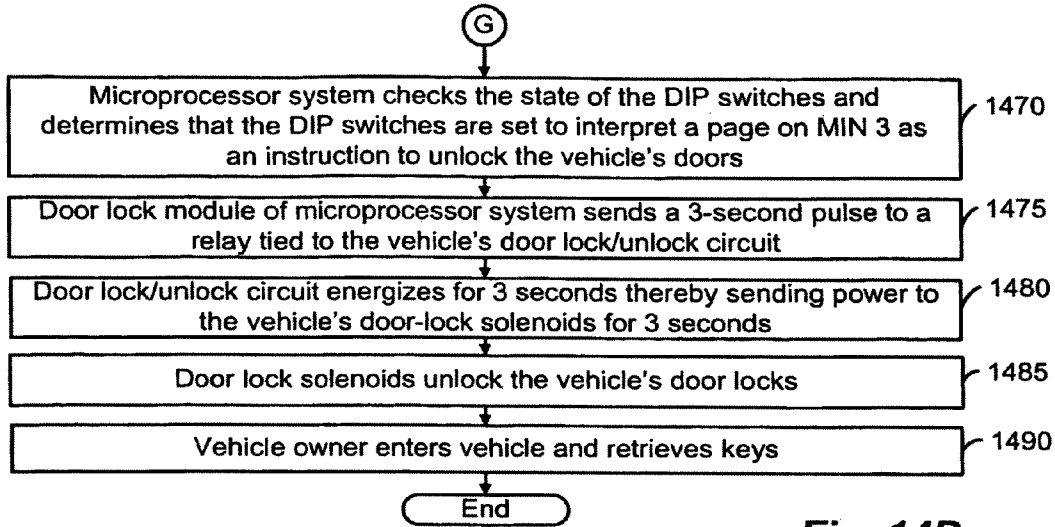 G
Microprocessor system checks the state of the DIP switches and
determines that the DIP switches are set to interpret a page on MIN 3 as
an instruction to unlock the vehicle's doors
1470
Door lock module of microprocessor system sends a 3-second pulse to a
relay tied to the vehicle's door lock/unlock circuit
1475
Door lock/unlock circuit energizes for 3 seconds thereby sending power to
the vehicle's door-lock solenoids for 3 seconds
1480
Door lock solenoids unlock the vehicle's door locks
1485
Vehicle owner enters vehicle and retrieves keys
1490
End